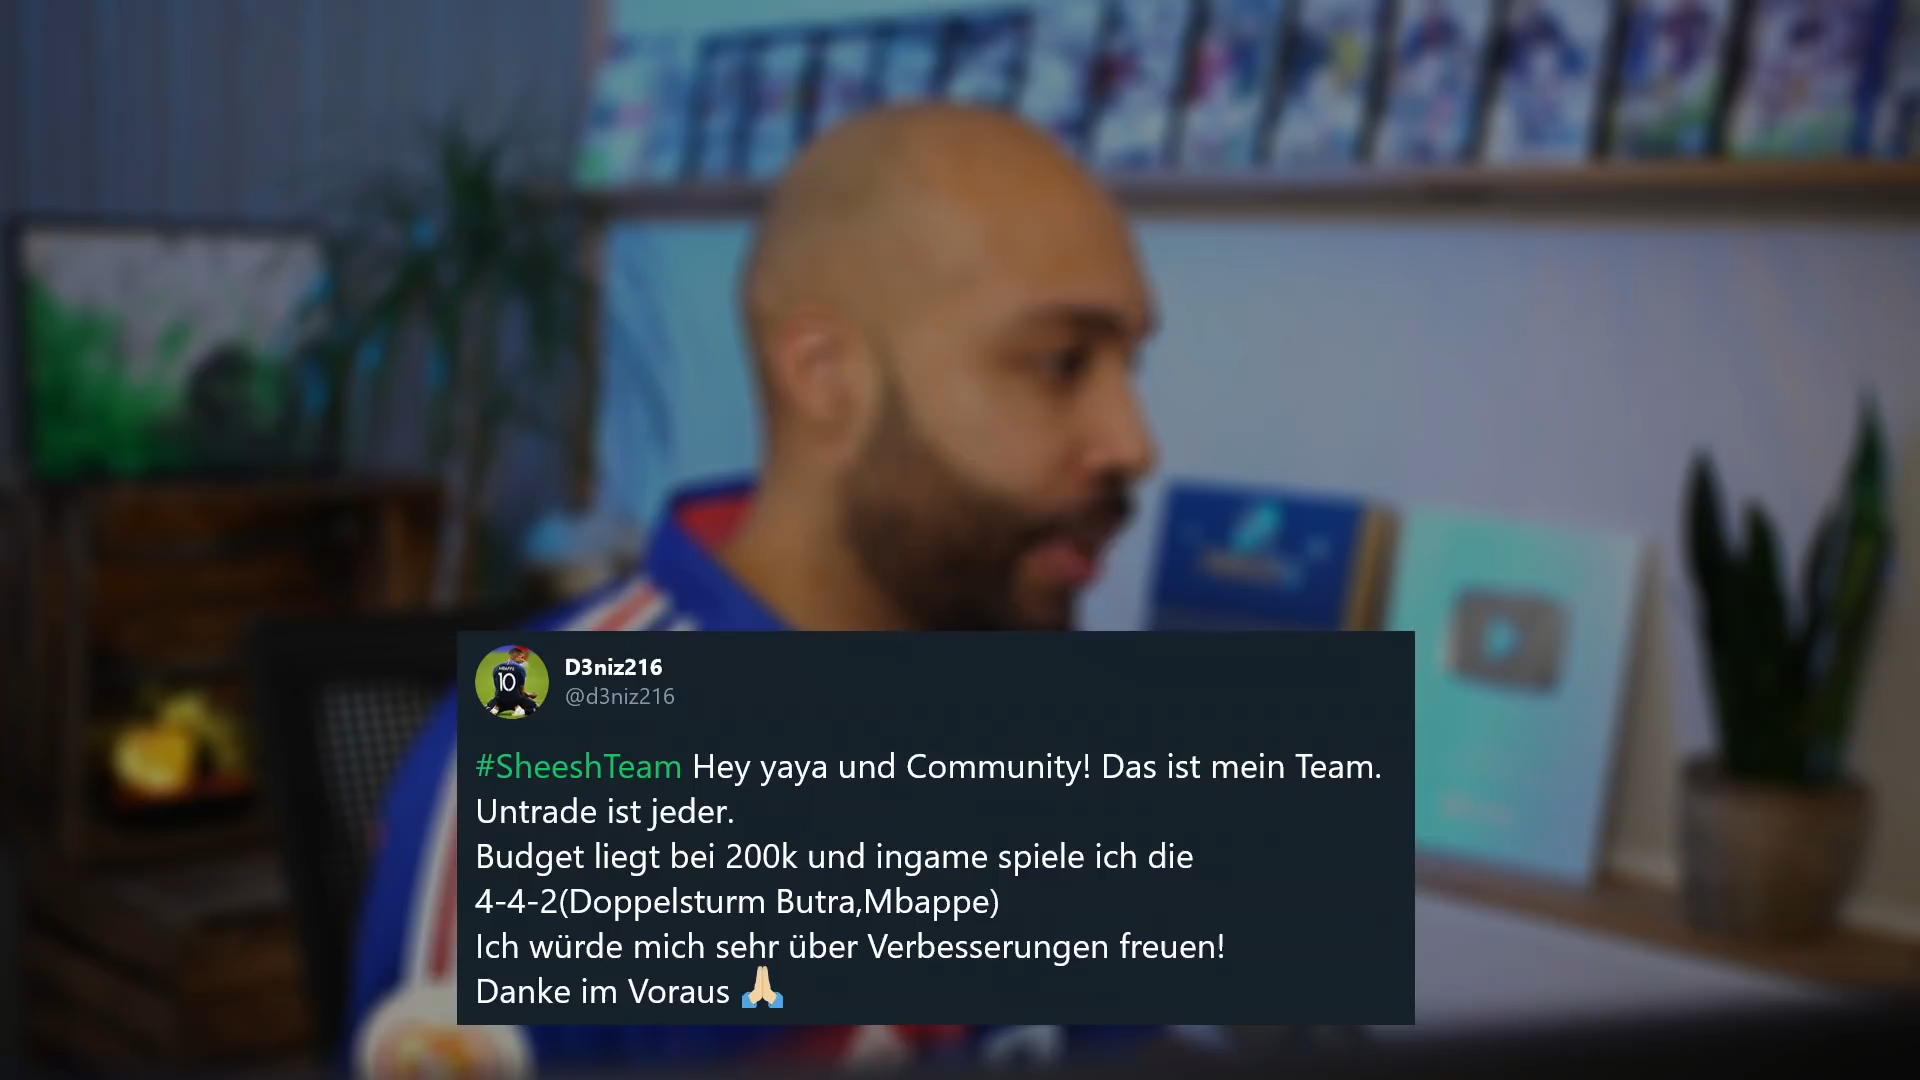 D3niz216
@d3niz216
#SheeshTeam Hey yaya und Community! Das ist mein Team.
Untrade ist jeder.
Budget liegt bei 200k und ingame spiele ich die
4-4-2(Doppelsturm Butra,Mbappe)
Ich würde mich sehr über Verbesserungen freuen!
Danke im Voraus 🙏🏻